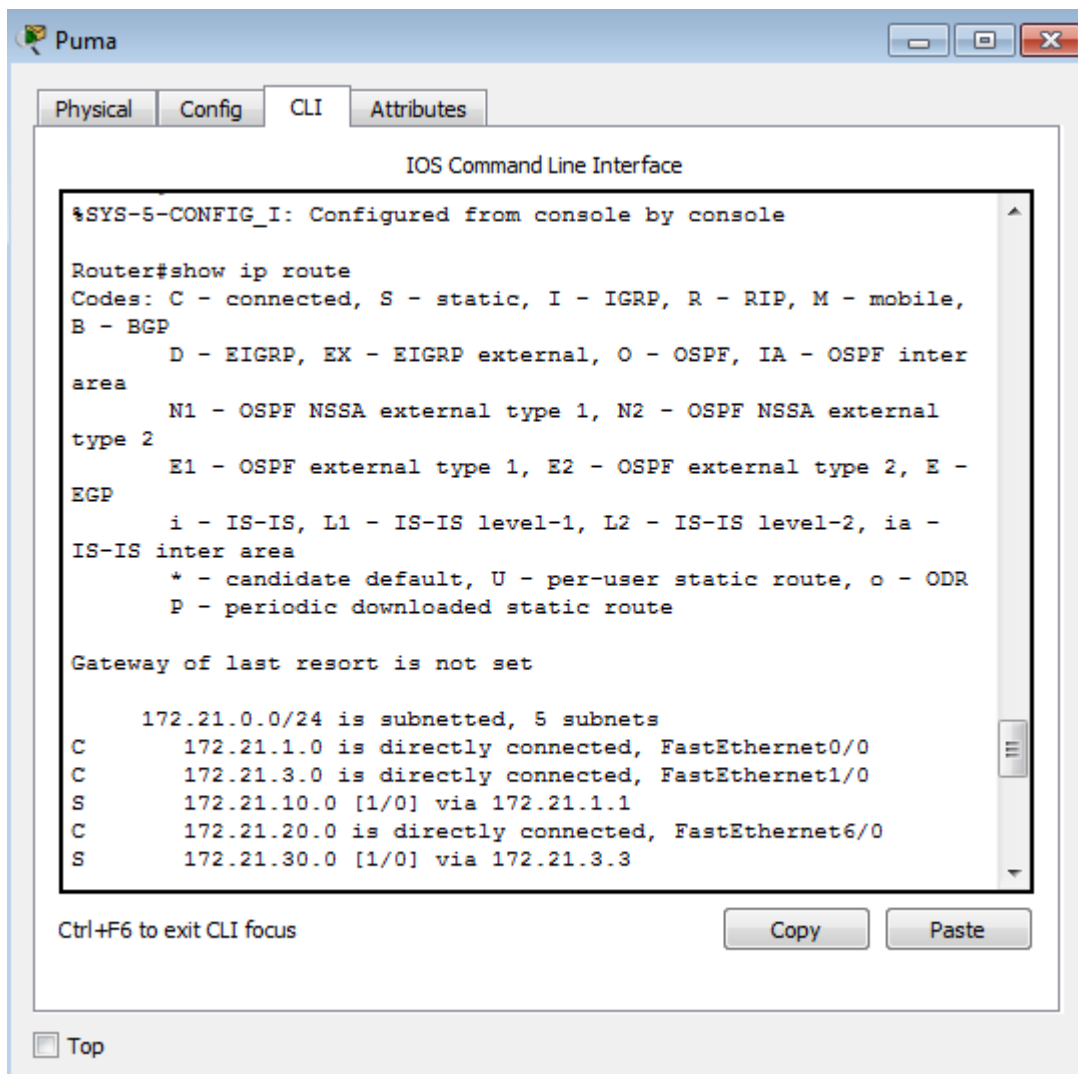 Puma
Physical Config CLI Attributes
IOS Command Line Interface
%SYS-5-CONFIG_I: Configured from console by console
Router#show ip route
Codes: C - connected, S - static, I - IGRP, R - RIP, M - mobile,
B - BGP
D - EIGRP, EX - EIGRP external, O - OSPF, IA - OSPF inter
area
N1 - OSPF NSSA external type 1, N2 - OSPF NSSA external
type 2
E1 - OSPF external type 1, E2 - OSPF external type 2, E -
EGP
i - IS-IS, L1 - IS-IS level-1, L2 - IS-IS level-2, ia -
IS-IS inter area
* - candidate default, U - per-user static route, o - ODR
P - periodic downloaded static route
Gateway of last resort is not set
172.21.0.0/24 is subnetted, 5 subnets
C 172.21.1.0 is directly connected, FastEthernet0/0
C 172.21.3.0 is directly connected, FastEthernet1/0
S 172.21.10.0 [1/0] via 172.21.1.1
C 172.21.20.0 is directly connected, FastEthernet6/0
S 172.21.30.0 [1/0] via 172.21.3.3
Ctrl+F6 to exit CLI focus
Copy Paste
Top